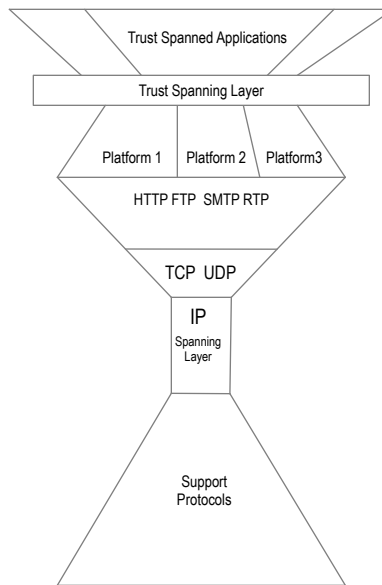 Trust Spanned Applications
Trust Spanning Layer
Platform 1 Platform 2 Platform3
HTTP FTP SMTP RTP
TCP UDP
IP
Spanning
Layer
Support
Protocols